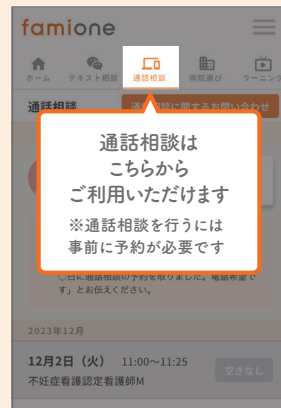 famione
ホーム
テキスト相談
通話相談
病院選び
ラーニング
通話相談
通話相談に関するお問い合わせ
通話相談は
こちらから
ご利用いただけます
※通話相談を行うには
事前に予約が必要です
○日に通話相談の予約を取りました。電話希望で
す」とお伝えください。
2023年12月
12月2日（火） 11:00〜11:25
空きなし
不妊症看護認定看護師M